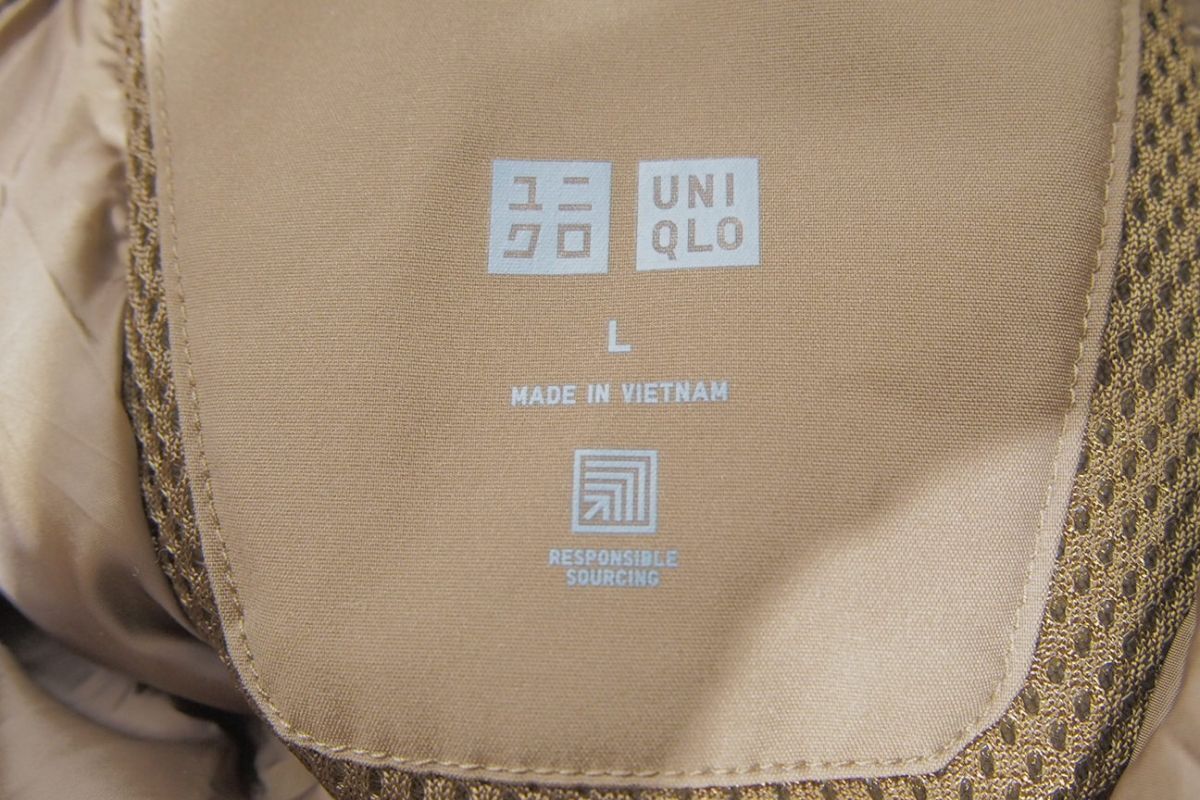 ユニ
クロ
UNI
QLO
L
MADE IN VIETNAM
RESPONSIBLE
SOURCING